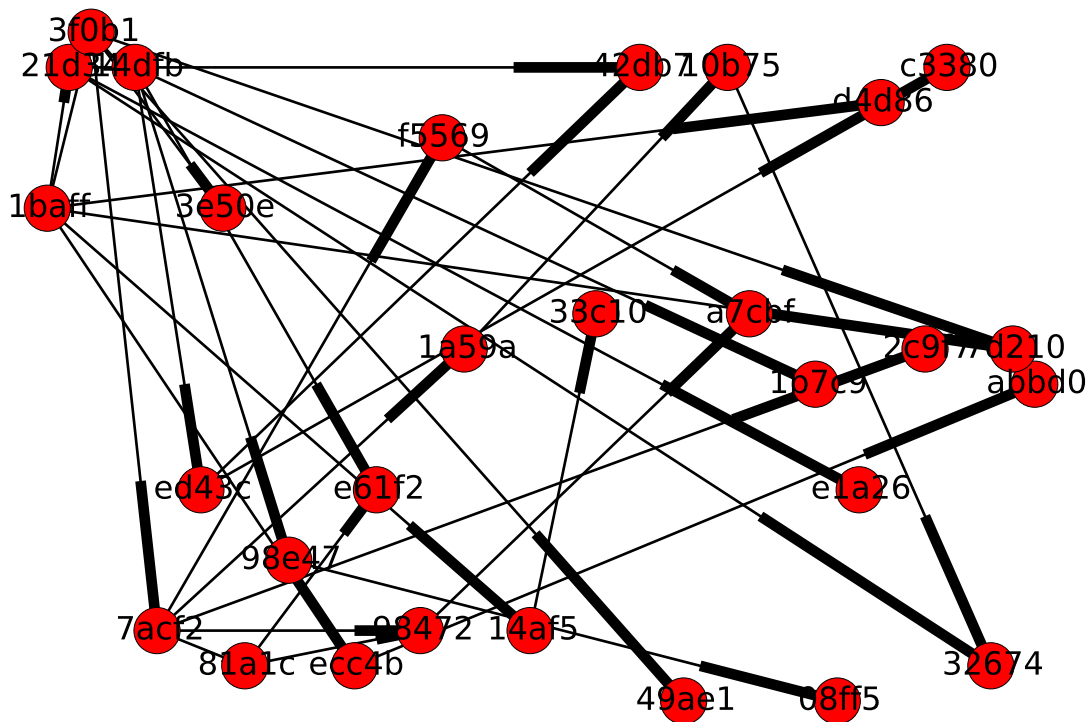 3f0b1
21d34
14dfb
42db7
10b75
c3380
d4d86
f5569
1baff
3e50e
33c10
a7cbf
1a59a
2c9f7
7d210
1b7c9
abbd0
ed43c
e61f2
e1a26
98e47
7acf2
98472
14af5
81a1c
ecc4b
32674
49ae1
08ff5